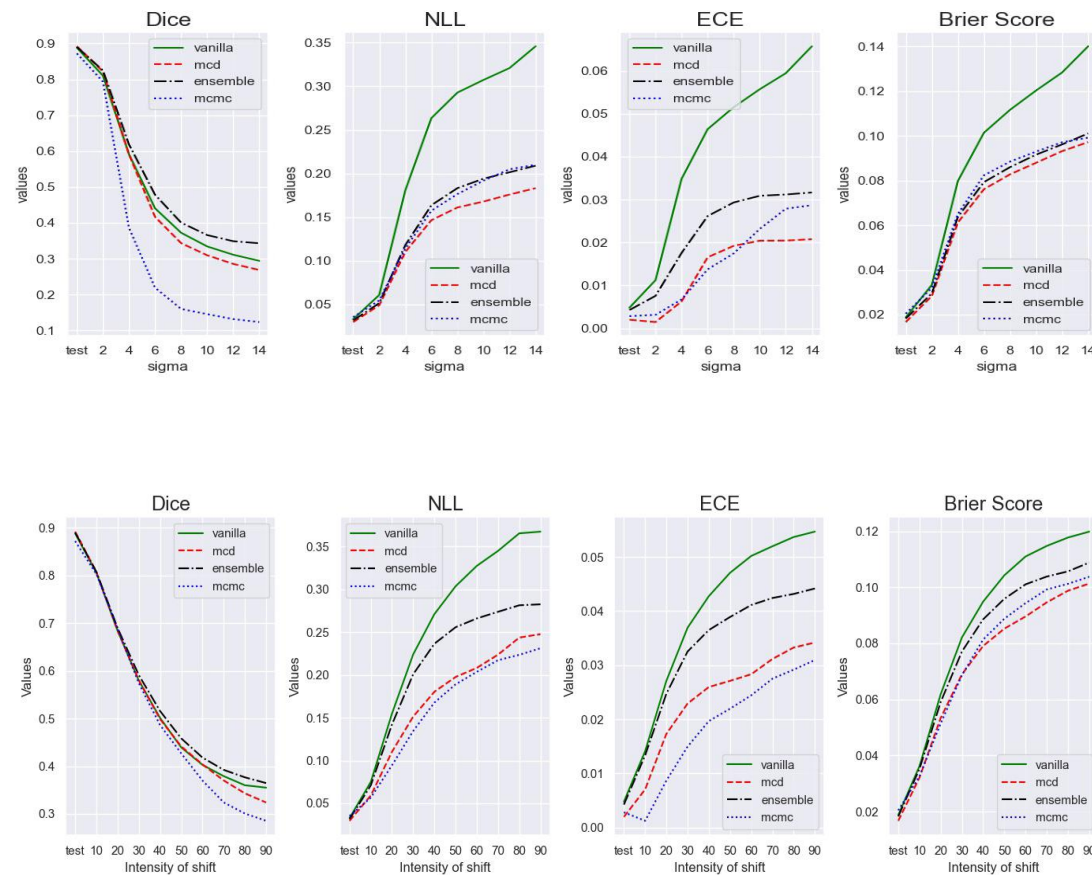 Dice
NLL
ECE
Brier Score
values
0.9
0.8
0.7
0.6
0.5
0.4
0.3
0.2
0.1
vanilla
mcd
ensemble
mcmc
test 2 4 6 8 10 12 14
sigma
values
0.35
0.30
0.25
0.20
0.15
0.10
0.05
vanilla
mcd
ensemble
mcmc
test 2 4 6 8 10 12 14
sigma
values
0.06
0.05
0.04
0.03
0.02
0.01
0.00
vanilla
mcd
ensemble
mcmc
test 2 4 6 8 10 12 14
sigma
values
0.14
0.12
0.10
0.08
0.06
0.04
0.02
vanilla
mcd
ensemble
mcmc
test 2 4 6 8 10 12 14
sigma
Dice
NLL
ECE
Brier Score
Values
0.9
0.8
0.7
0.6
0.5
0.4
0.3
vanilla
mcd
ensemble
mcmc
test 10 20 30 40 50 60 70 80 90
Intensity of shift
Values
0.35
0.30
0.25
0.20
0.15
0.10
0.05
vanilla
mcd
ensemble
mcmc
test 10 20 30 40 50 60 70 80 90
Intensity of shift
Values
0.05
0.04
0.03
0.02
0.01
0.00
vanilla
mcd
ensemble
mcmc
test 10 20 30 40 50 60 70 80 90
Intensity of shift
Values
0.12
0.10
0.08
0.06
0.04
0.02
vanilla
mcd
ensemble
mcmc
test 10 20 30 40 50 60 70 80 90
Intensity of shift